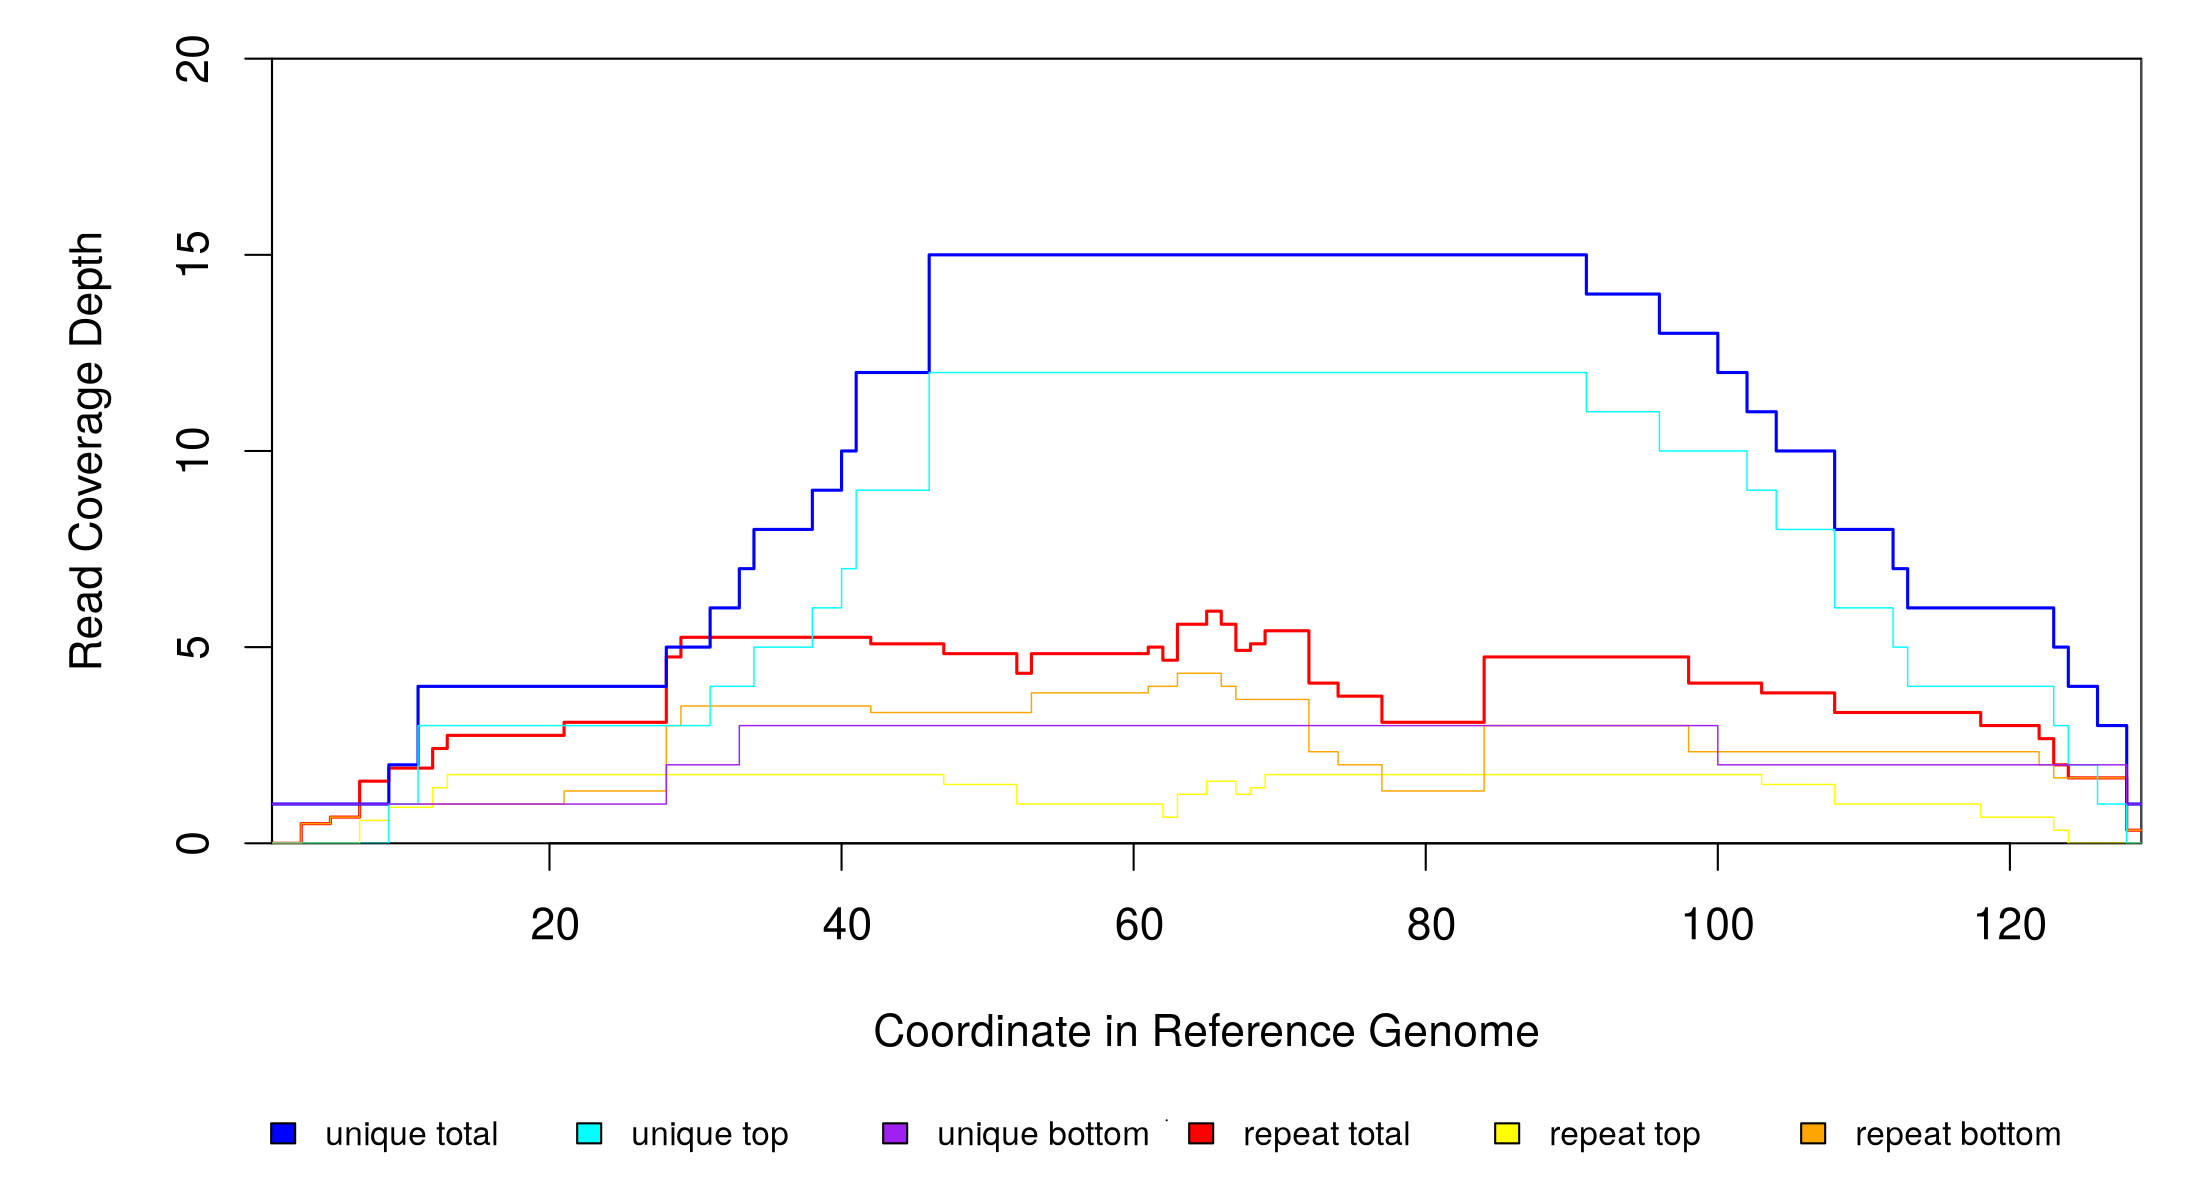 20
15
10
5
0
Read Coverage Depth
20 40 60 80 100 120
Coordinate in Reference Genome
unique total unique top unique bottom repeat total repeat top repeat bottom